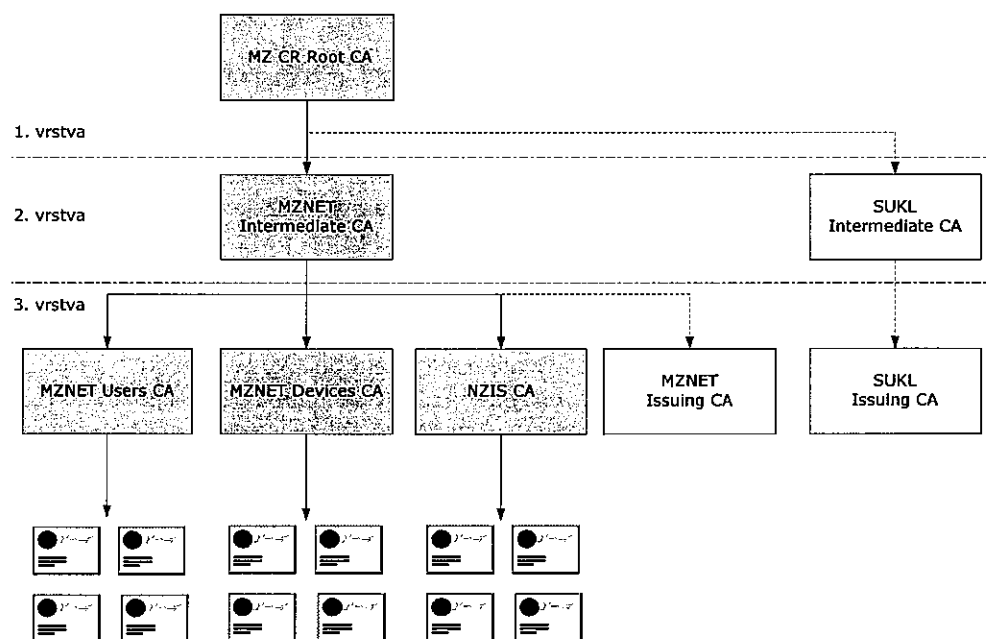 MZ CR Root CA
1. vrstva
2. vrstva
MZNET
Intermediate CA
SUKL
Intermediate CA
3. vrstva
MZNET Users CA
MZNET Devices CA
NZIS CA
MZNET
Issuing CA
SUKL
Issuing CA